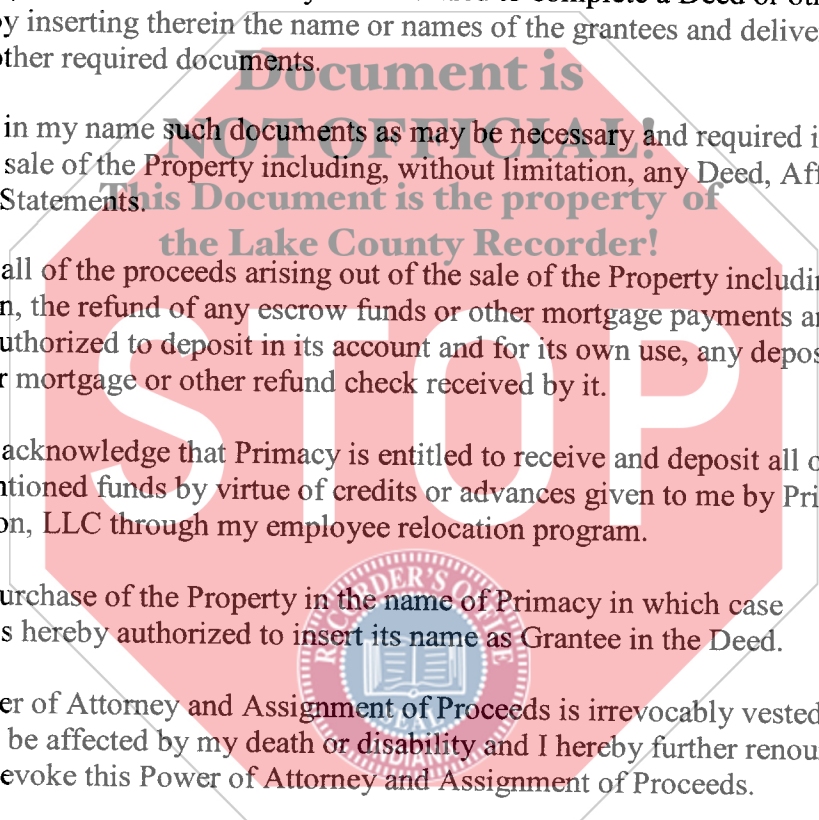 by inserting therein the name or names of the grantees and delive
other required documents.
Document is
NOT OFFICIAL!
in my name such documents as may be necessary and required i
sale of the Property including, without limitation, any Deed, Aff
Statements.
This Document is the property of
the Lake County Recorder!
all of the proceeds arising out of the sale of the Property includin
n, the refund of any escrow funds or other mortgage payments a
uthorized to deposit in its account and for its own use, any depos
r mortgage or other refund check received by it.
STOP
acknowledge that Primacy is entitled to receive and deposit all o
ntioned funds by virtue of credits or advances given to me by Pri
on, LLC through my employee relocation program.
RECORDER'S OFFICE
urchase of the Property in the name of Primacy in which case
s hereby authorized to insert its name as Grantee in the Deed.
SEAL
INDIANA
er of Attorney and Assignment of Proceeds is irrevocably vested
be affected by my death or disability and I hereby further renou
evoke this Power of Attorney and Assignment of Proceeds.